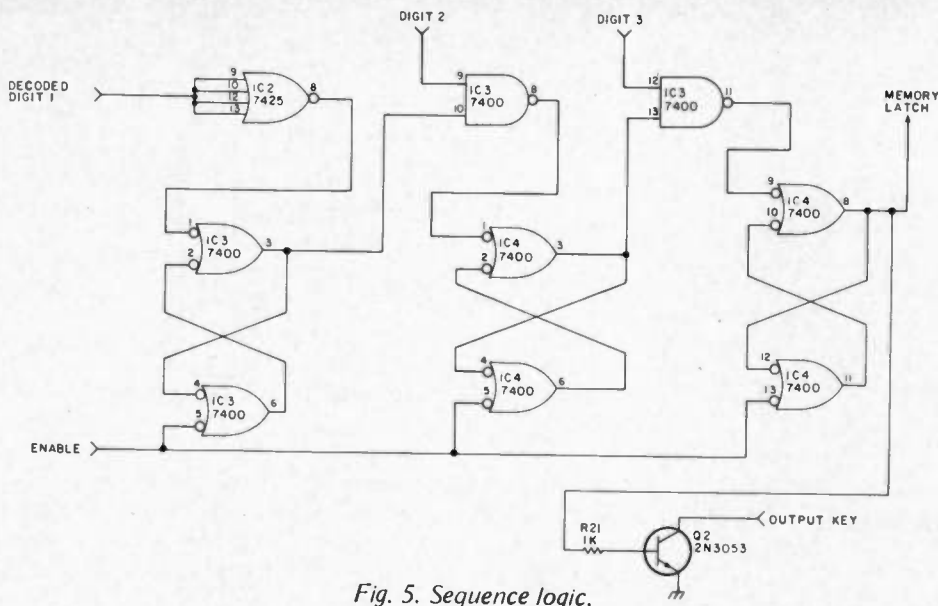 DIGIT 2
DIGIT 3
DECODED
DIGIT 1
9
10
12
13
IC2
7425
8
9
10
IC3
7400
8
12
13
IC3
7400
11
MEMORY
LATCH
1
2
IC3
7400
3
1
2
IC4
7400
3
9
10
IC4
7400
8
4
5
IC3
7400
6
4
5
IC4
7400
6
12
13
IC4
7400
11
ENABLE
R21
1K
Q2
2N3053
OUTPUT KEY
Fig. 5. Sequence logic.